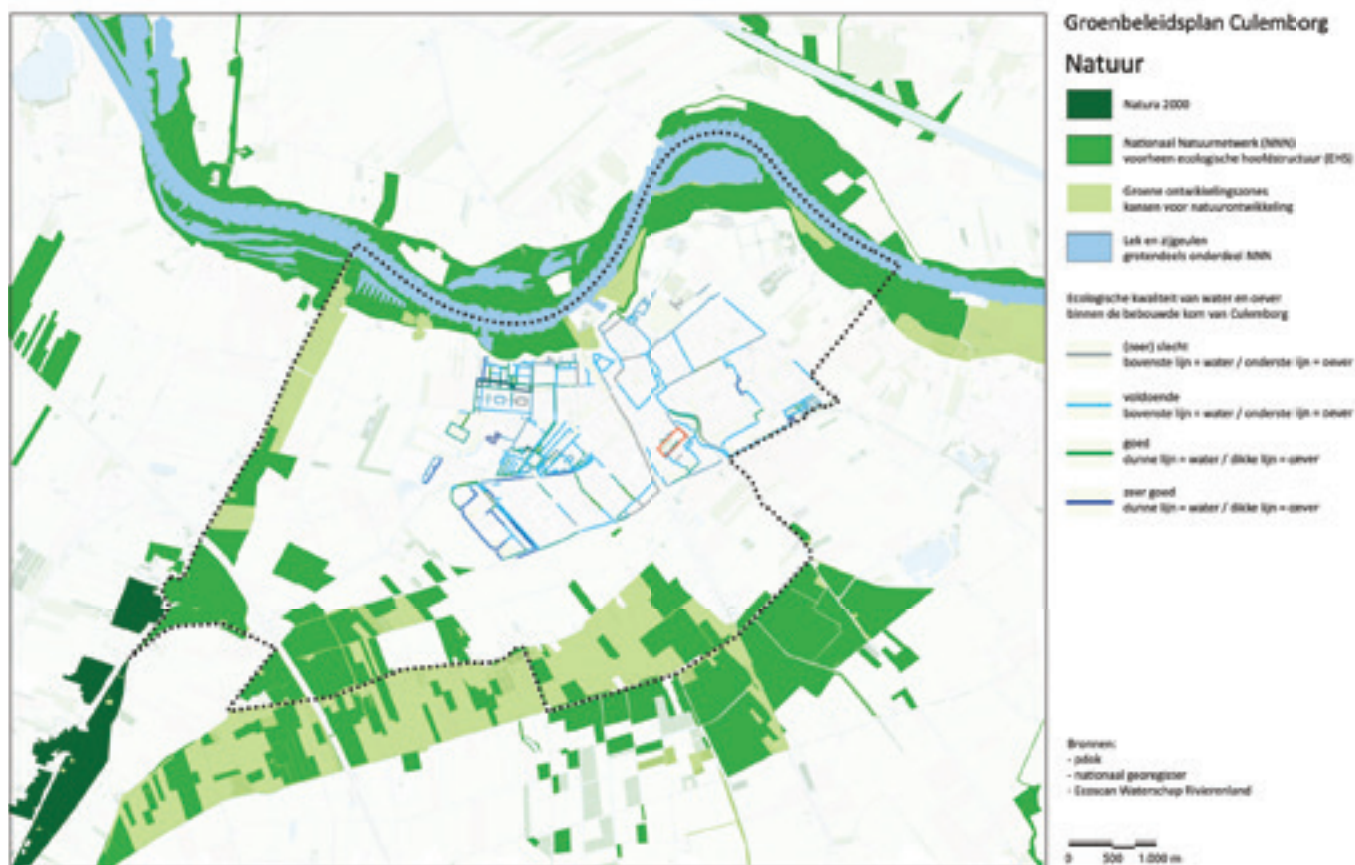 Groenbeleidsplan Culemborg
Natuur
Natura 2000
Nationaal Natuurnetwerk (NNN)
voorheen ecologische hoofdstructuur (EHS)
Groene ontwikkelingszones
kansen voor natuurontwikkeling
Lek en zijgeulen
grotendeels onderdeel NNN
Ecologische kwaliteit van water en oever
binnen de bebouwde kom van Culemborg
(zeer) slecht
bovenste lijn = water / onderste lijn = oever
voldoende
bovenste lijn = water / onderste lijn = oever
goed
dunne lijn = water / dikke lijn = oever
zeer goed
dunne lijn = water / dikke lijn = oever
Bronnen:
- pdok
- nationaal georegister
- Ecoscan Waterschap Rivierenland
0 500 1.000 m